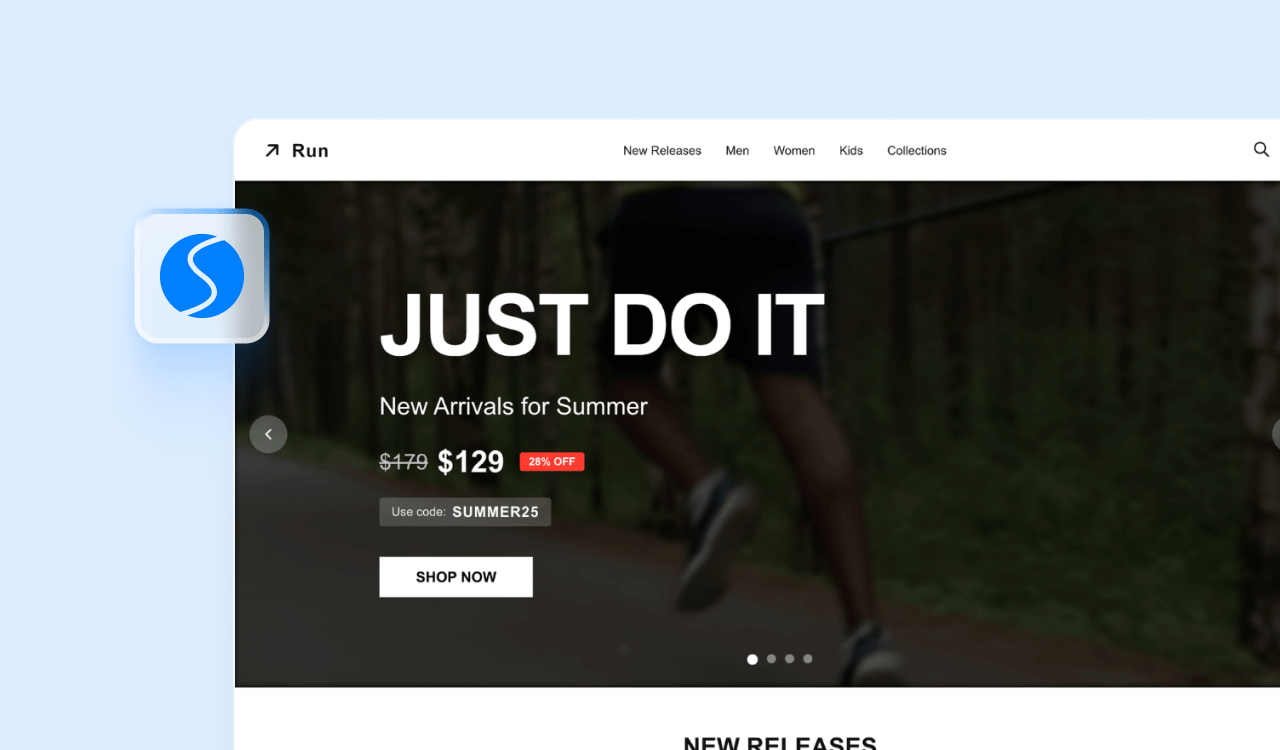 Run
New Releases Men Women Kids Collections
JUST DO IT
New Arrivals for Summer
$179 $129 28% OFF
Use code: SUMMER25
SHOP NOW
NEW RELEASES